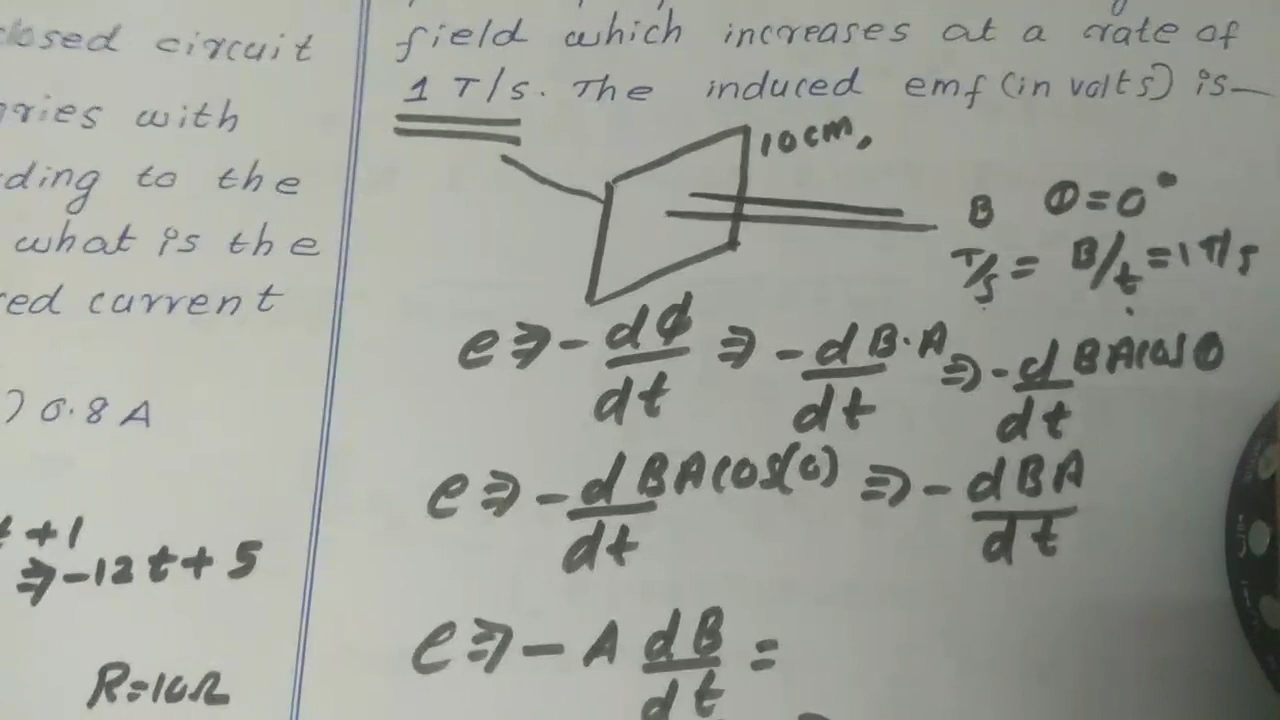 closed circuit
ries with
ding to the
what is the
ed current
) 0.8 A
t + 1
⇒ -12t + 5
R=10Ω
field which increases at a rate of
1 T/s. The induced emf (in volts) is—
10cm.
B θ=0°
T/s = B/t = 1T/s
e ⇒ - dϕ/dt ⇒ - dB.A/dt ⇒ - d BAcosθ/dt
e ⇒ - dBAcos(0)/dt ⇒ - dBA/dt
e ⇒ - A dB/dt =